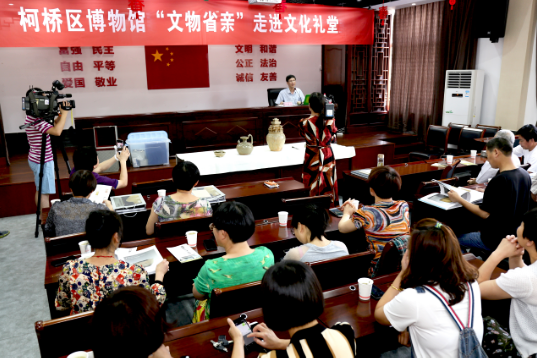 柯桥区博物馆“文物省亲”走进文化礼堂
富强 民主
自由 平等
爱国 敬业
文明 和谐
公正 法治
诚信 友善